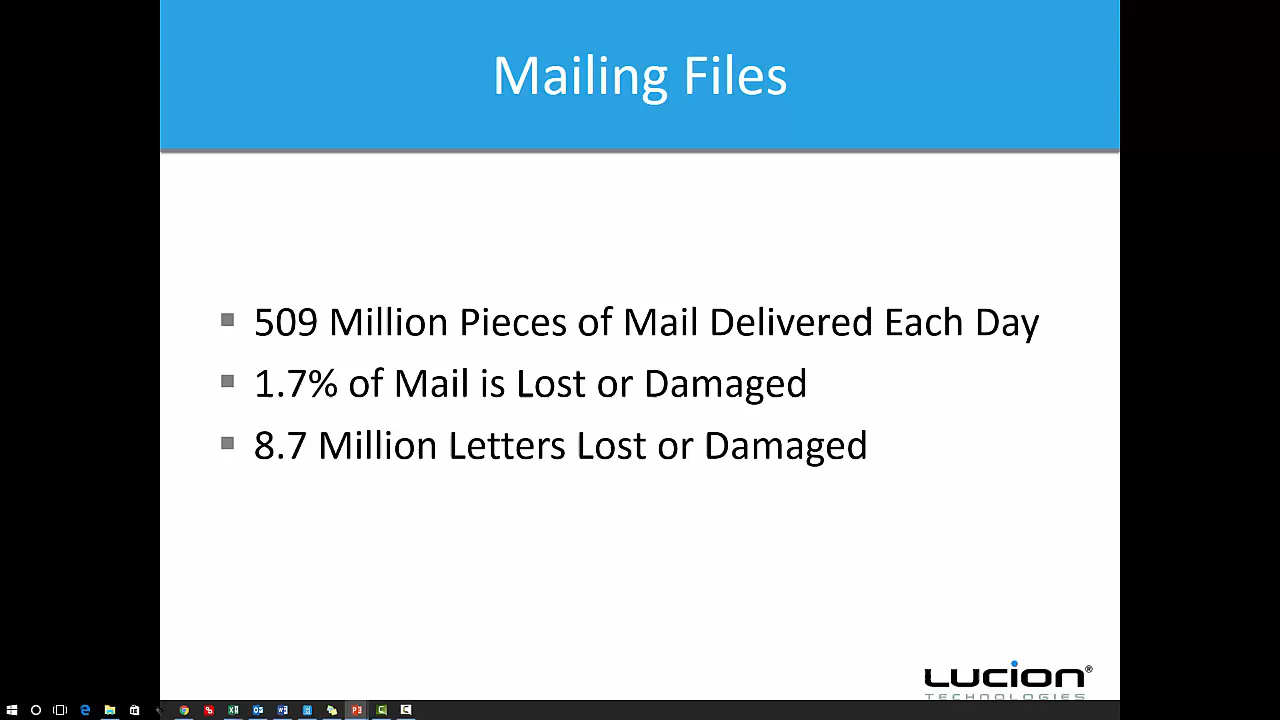 Mailing Files
509 Million Pieces of Mail Delivered Each Day
1.7% of Mail is Lost or Damaged
8.7 Million Letters Lost or Damaged
Lucion®
TECHNOLOGIES